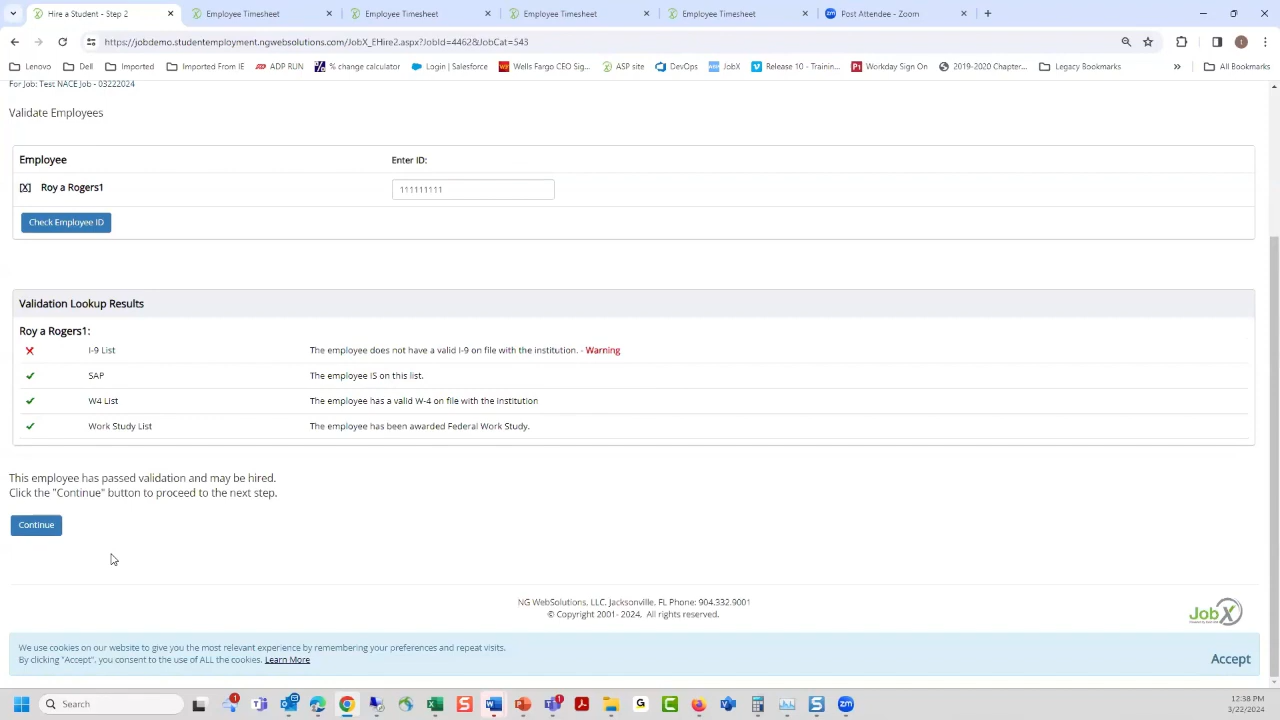 Hire a Student - Step 2
Employee Timesheet
Employee Timesheet
Employee Timesheet
Employee Timesheet
Post Attendee - Zoom
https://jobdemo.studentemployment.ngwebsolutions.com/JobX_EHire2.aspx?JobId=4462&JobCat=543
Lenovo
Dell
Imported
Imported From IE
ADP RUN
% change calculator
Login | Salesforce
Wells Fargo CEO Sig...
ASP site
DevOps
JobX
Release 10 - Trainin...
Workday Sign On
2019-2020 Chapter...
Legacy Bookmarks
All Bookmarks
For Job: Test NACE Job - 03222024
Validate Employees
Employee Enter ID:
[X] Roy a Rogers1 111111111
Check Employee ID
Validation Lookup Results
Roy a Rogers1:
I-9 List The employee does not have a valid I-9 on file with the institution. - Warning
SAP The employee IS on this list.
W4 List The employee has a valid W-4 on file with the Institution
Work Study List The employee has been awarded Federal Work Study.
This employee has passed validation and may be hired.
Click the "Continue" button to proceed to the next step.
Continue
NG WebSolutions, LLC, Jacksonville, FL Phone: 904.332.9001
© Copyright 2001- 2024. All rights reserved.
JobX
We use cookies on our website to give you the most relevant experience by remembering your preferences and repeat visits.
By clicking "Accept", you consent to the use of ALL the cookies. Learn More
Accept
Search
12:38 PM
3/22/2024